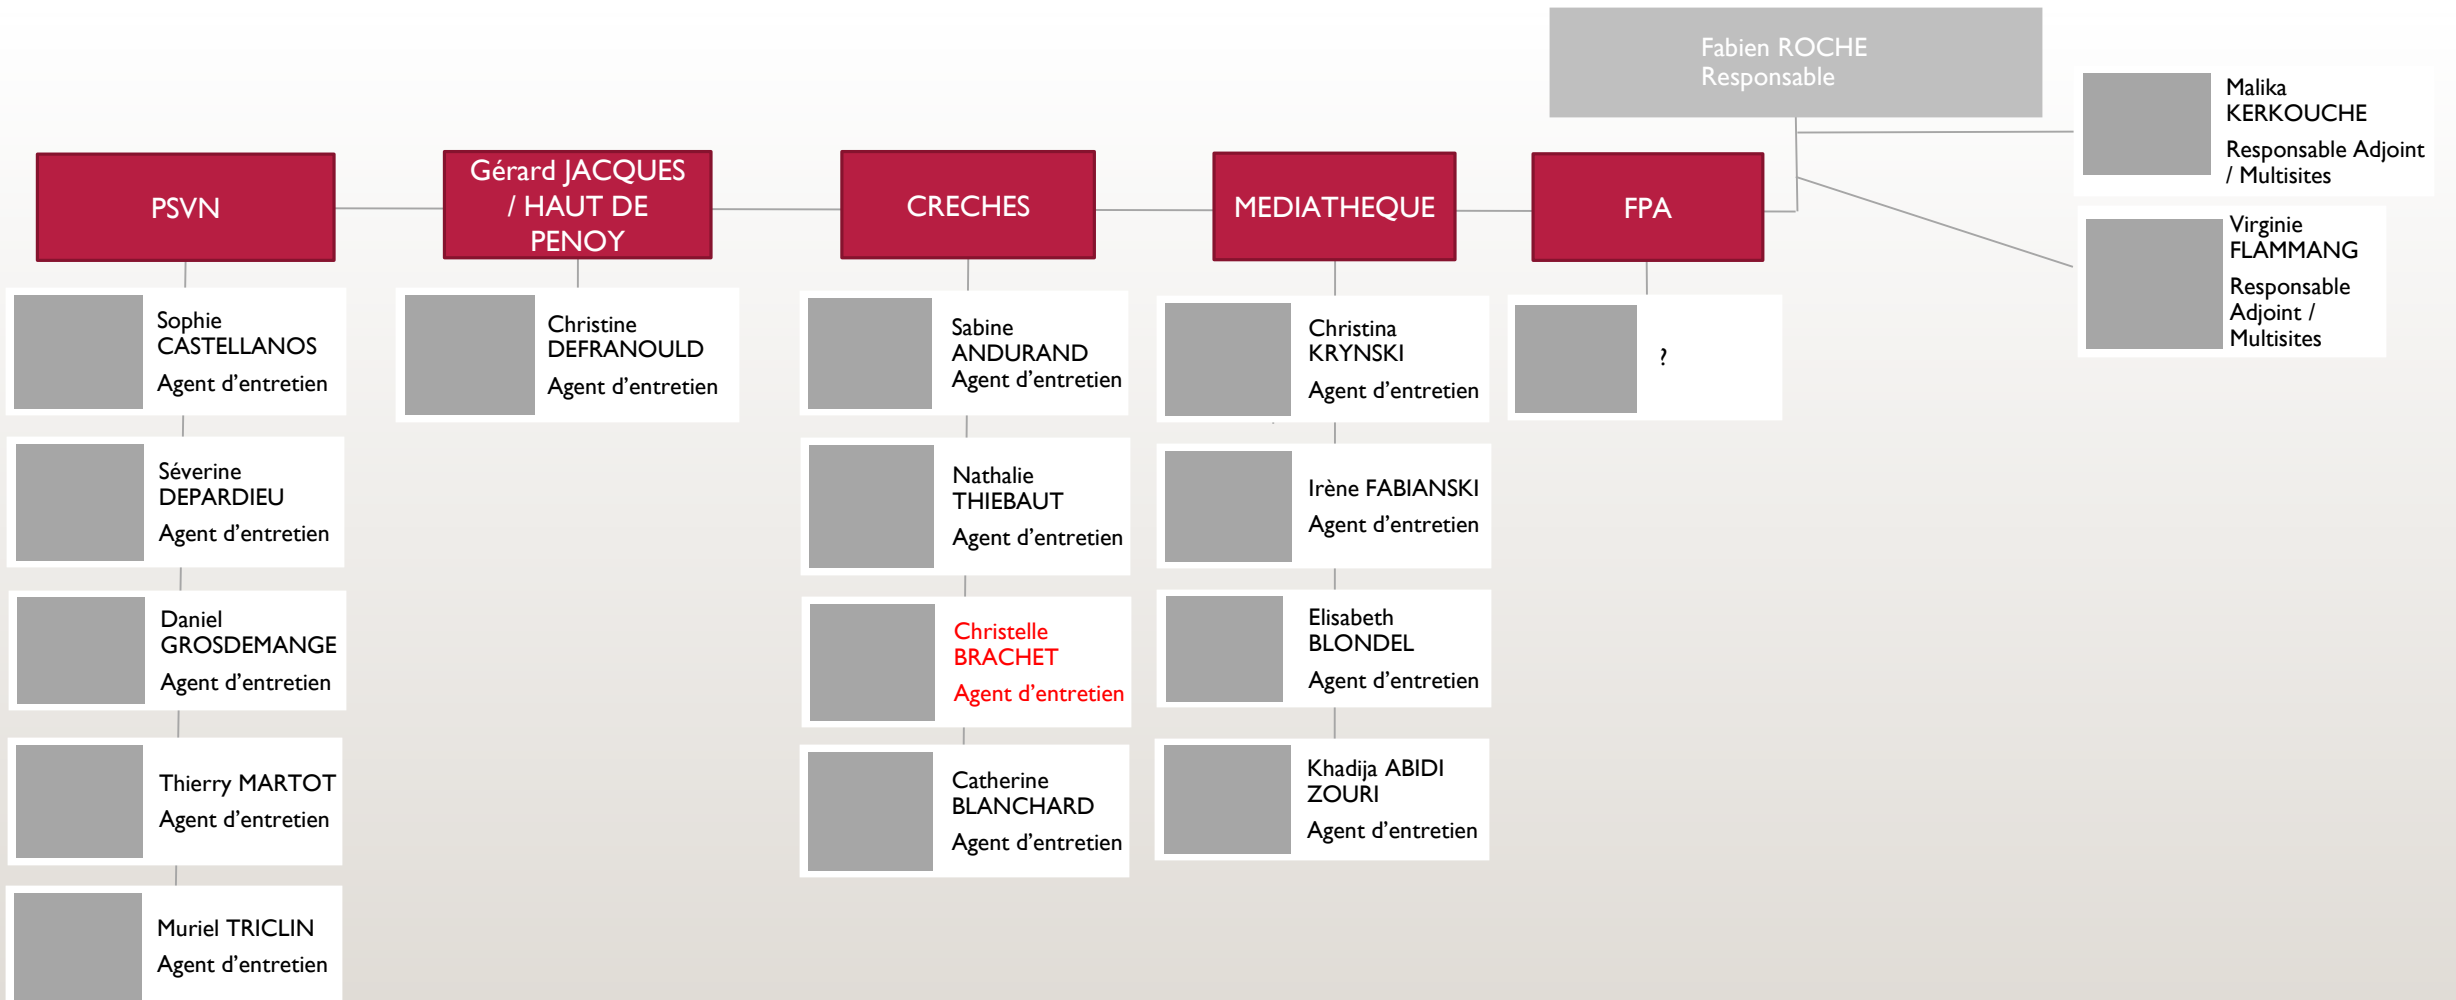 Fabien ROCHE
Responsable
Malika
KERKOUCHE
Responsable Adjoint
/ Multisites
Virginie
FLAMMANG
Responsable
Adjoint /
Multisites
PSVN
Gérard JACQUES
/ HAUT DE
PENOY
CRECHES
MEDIATHEQUE
FPA
Sophie
CASTELLANOS
Agent d’entretien
Séverine
DEPARDIEU
Agent d’entretien
Daniel
GROSDEMANGE
Agent d’entretien
Thierry MARTOT
Agent d’entretien
Muriel TRICLIN
Agent d’entretien
Christine
DEFRANOULD
Agent d’entretien
Sabine
ANDURAND
Agent d’entretien
Nathalie
THIEBAUT
Agent d’entretien
Christelle
BRACHET
Agent d’entretien
Catherine
BLANCHARD
Agent d’entretien
Christina
KRYNSKI
Agent d’entretien
Irène FABIANSKI
Agent d’entretien
Elisabeth
BLONDEL
Agent d’entretien
Khadija ABIDI
ZOURI
Agent d’entretien
?